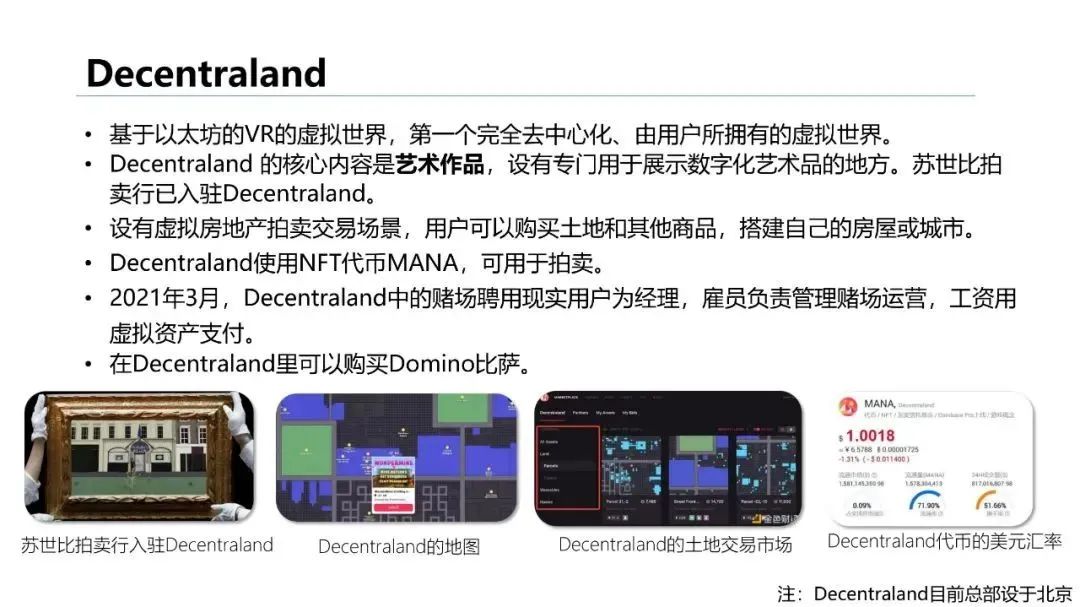 Decentraland
• 基于以太坊的VR的虚拟世界，第一个完全去中心化、由用户所拥有的虚拟世界。
• Decentraland 的核心内容是艺术作品，设有专门用于展示数字化艺术品的地方。苏世比拍
卖行已入驻Decentraland。
• 设有虚拟房地产拍卖交易场景，用户可以购买土地和其他商品，搭建自己的房屋或城市。
• Decentraland使用NFT代币MANA，可用于拍卖。
• 2021年3月，Decentraland中的赌场聘用现实用户为经理，雇员负责管理赌场运营，工资用
虚拟资产支付。
• 在Decentraland里可以购买Domino比萨。
MARKETPLACE
Decentraland Partners My Assets My Bids
All Assets
Land
Parcels
Wearables
Names
金色财经
MANA, Decentraland
$ 1.0018
≈ ¥ 6.5788 ₿ 0.00001725
-1.31% ( - $ 0.011400 )
1,581,145,390.98 1,578,304,413 817,016,807.98
0.09% 71.90% 51.66%
苏世比拍卖行入驻Decentraland
Decentraland的地图
Decentraland的土地交易市场
Decentraland代币的美元汇率
注：Decentraland目前总部设于北京